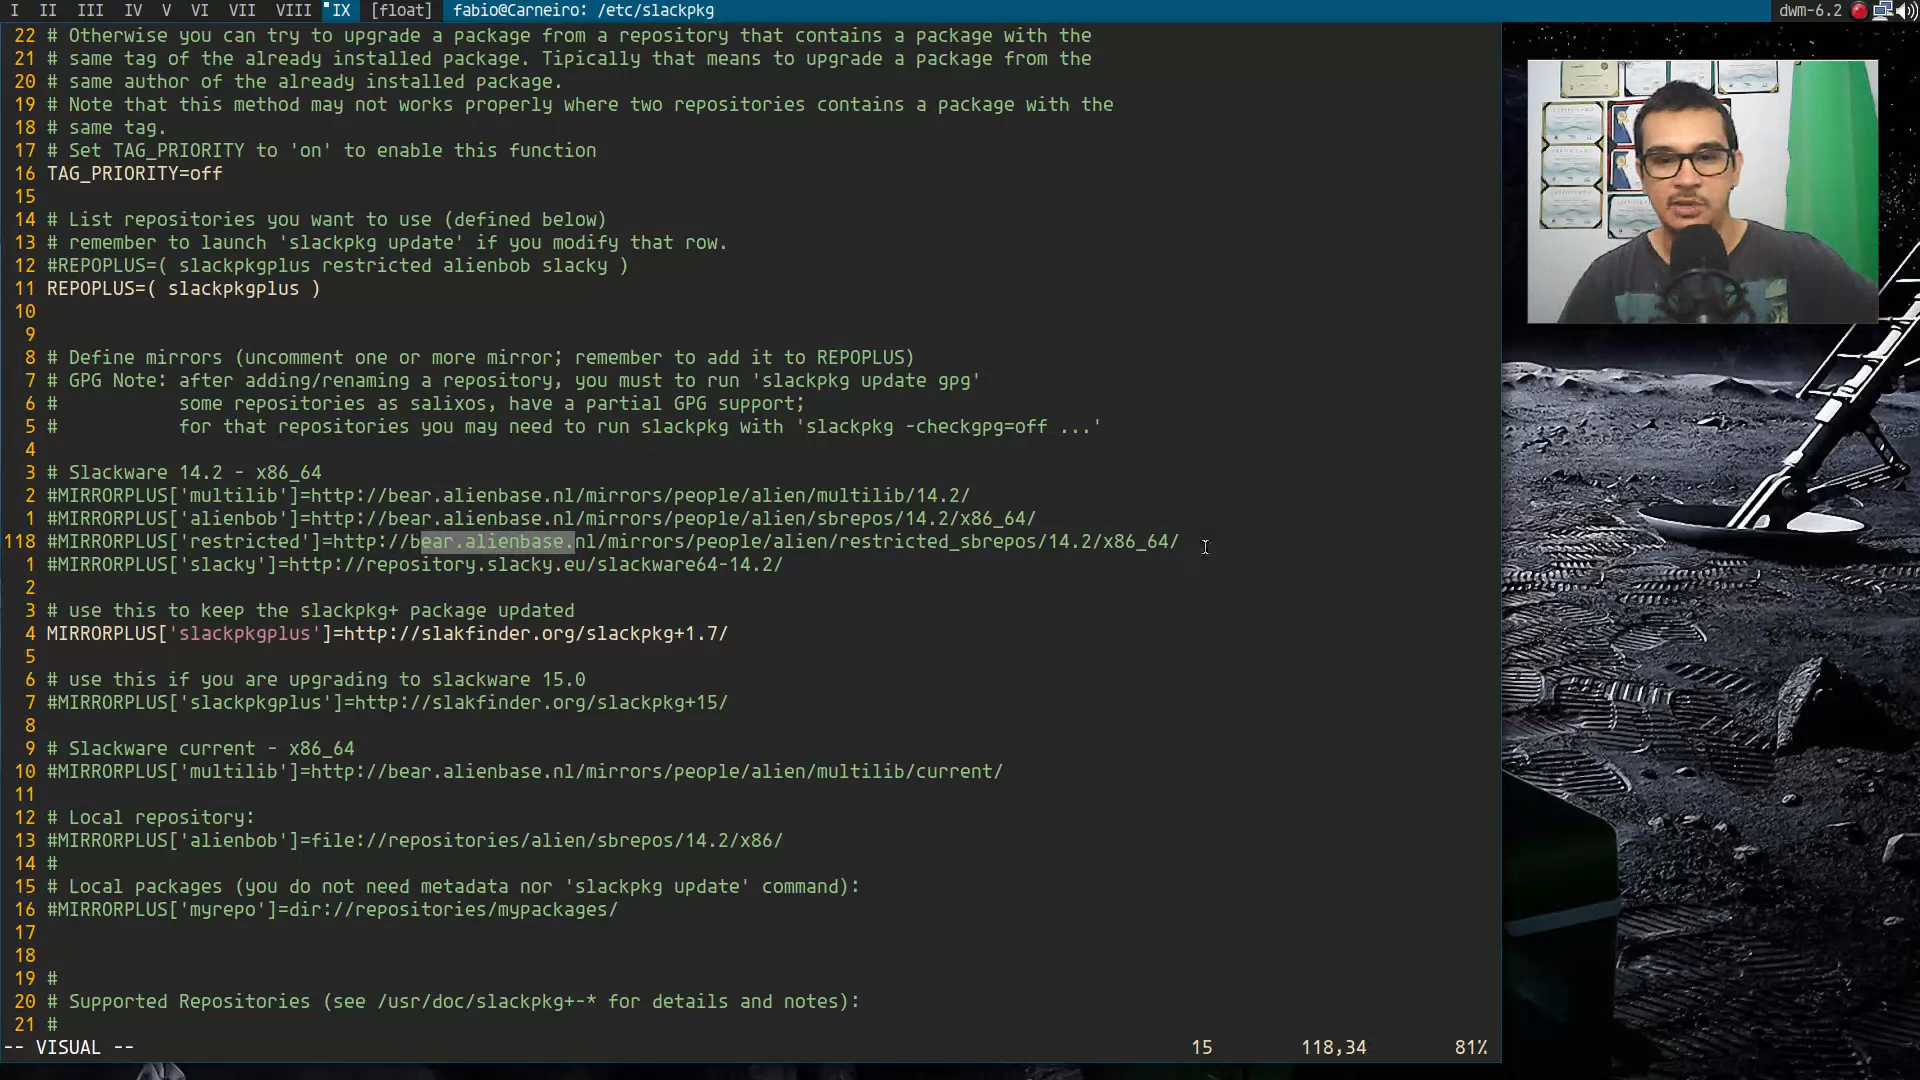 I II III IV V VI VII VIII IX [float] fabio@Carneiro: /etc/slackpkg dwm-6.2
22 # Otherwise you can try to upgrade a package from a repository that contains a package with the
21 # same tag of the already installed package. Tipically that means to upgrade a package from the
20 # same author of the already installed package.
19 # Note that this method may not works properly where two repositories contains a package with the
18 # same tag.
17 # Set TAG_PRIORITY to 'on' to enable this function
16 TAG_PRIORITY=off
15
14 # List repositories you want to use (defined below)
13 # remember to launch 'slackpkg update' if you modify that row.
12 #REPOPLUS=( slackpkgplus restricted alienbob slacky )
11 REPOPLUS=( slackpkgplus )
10
9
8 # Define mirrors (uncomment one or more mirror; remember to add it to REPOPLUS)
7 # GPG Note: after adding/renaming a repository, you must to run 'slackpkg update gpg'
6 #           some repositories as salixos, have a partial GPG support;
5 #           for that repositories you may need to run slackpkg with 'slackpkg -checkgpg=off ...'
4
3 # Slackware 14.2 - x86_64
2 #MIRRORPLUS['multilib']=http://bear.alienbase.nl/mirrors/people/alien/multilib/14.2/
1 #MIRRORPLUS['alienbob']=http://bear.alienbase.nl/mirrors/people/alien/sbrepos/14.2/x86_64/
118 #MIRRORPLUS['restricted']=http://bear.alienbase.nl/mirrors/people/alien/restricted_sbrepos/14.2/x86_64/
1 #MIRRORPLUS['slacky']=http://repository.slacky.eu/slackware64-14.2/
2
3 # use this to keep the slackpkg+ package updated
4 MIRRORPLUS['slackpkgplus']=http://slakfinder.org/slackpkg+1.7/
5
6 # use this if you are upgrading to slackware 15.0
7 #MIRRORPLUS['slackpkgplus']=http://slakfinder.org/slackpkg+15/
8
9 # Slackware current - x86_64
10 #MIRRORPLUS['multilib']=http://bear.alienbase.nl/mirrors/people/alien/multilib/current/
11
12 # Local repository:
13 #MIRRORPLUS['alienbob']=file://repositories/alien/sbrepos/14.2/x86/
14 #
15 # Local packages (you do not need metadata nor 'slackpkg update' command):
16 #MIRRORPLUS['myrepo']=dir://repositories/mypackages/
17
18
19 #
20 # Supported Repositories (see /usr/doc/slackpkg+-* for details and notes):
21 #
-- VISUAL -- 15 118,34 81%